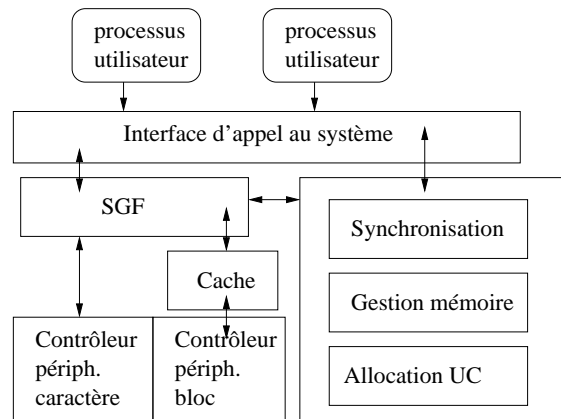 processus
utilisateur
processus
utilisateur
Interface d'appel au système
SGF
Cache
Contrôleur
périph.
caractère
Contrôleur
périph.
bloc
Synchronisation
Gestion mémoire
Allocation UC